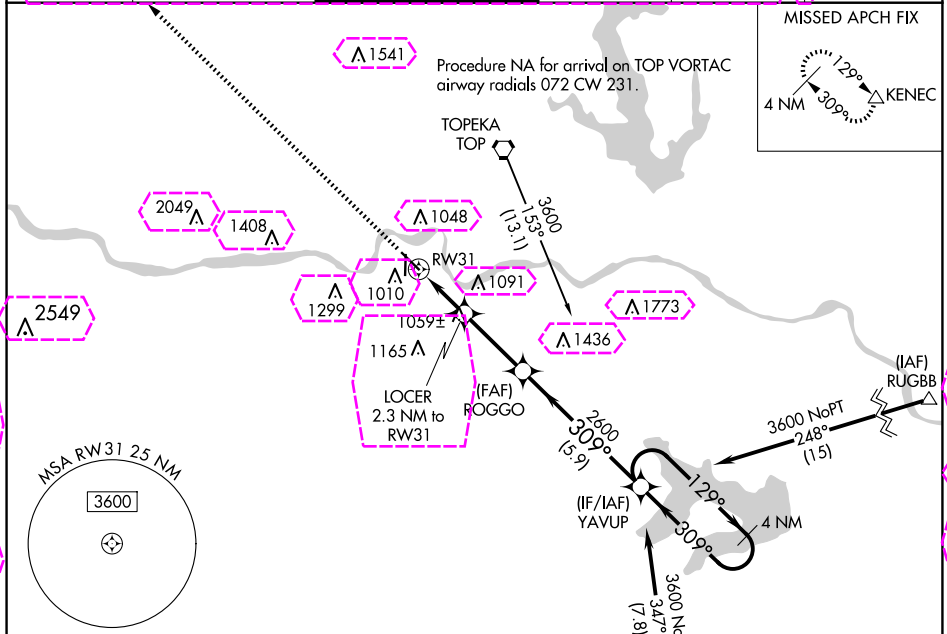 MISSED APCH FIX
129°
KENEC
4 NM
309°
1541
Procedure NA for arrival on TOP VORTAC
airway radials 072 CW 231.
TOPEKA
TOP
3600
153°
(13.1)
2049
1408
1048
RW31
1010
1299
1091
1773
2549
1059±
1436
1165
LOCER
2.3 NM to
RW31
(FAF)
ROGGO
(IAF)
RUGBB
3600 NoPT
248°
(15)
2600
309°
(5.9)
MSA RW31 25 NM
3600
(IF/IAF)
YAVUP
129°
309°
4 NM
3600
347°
(7.8)